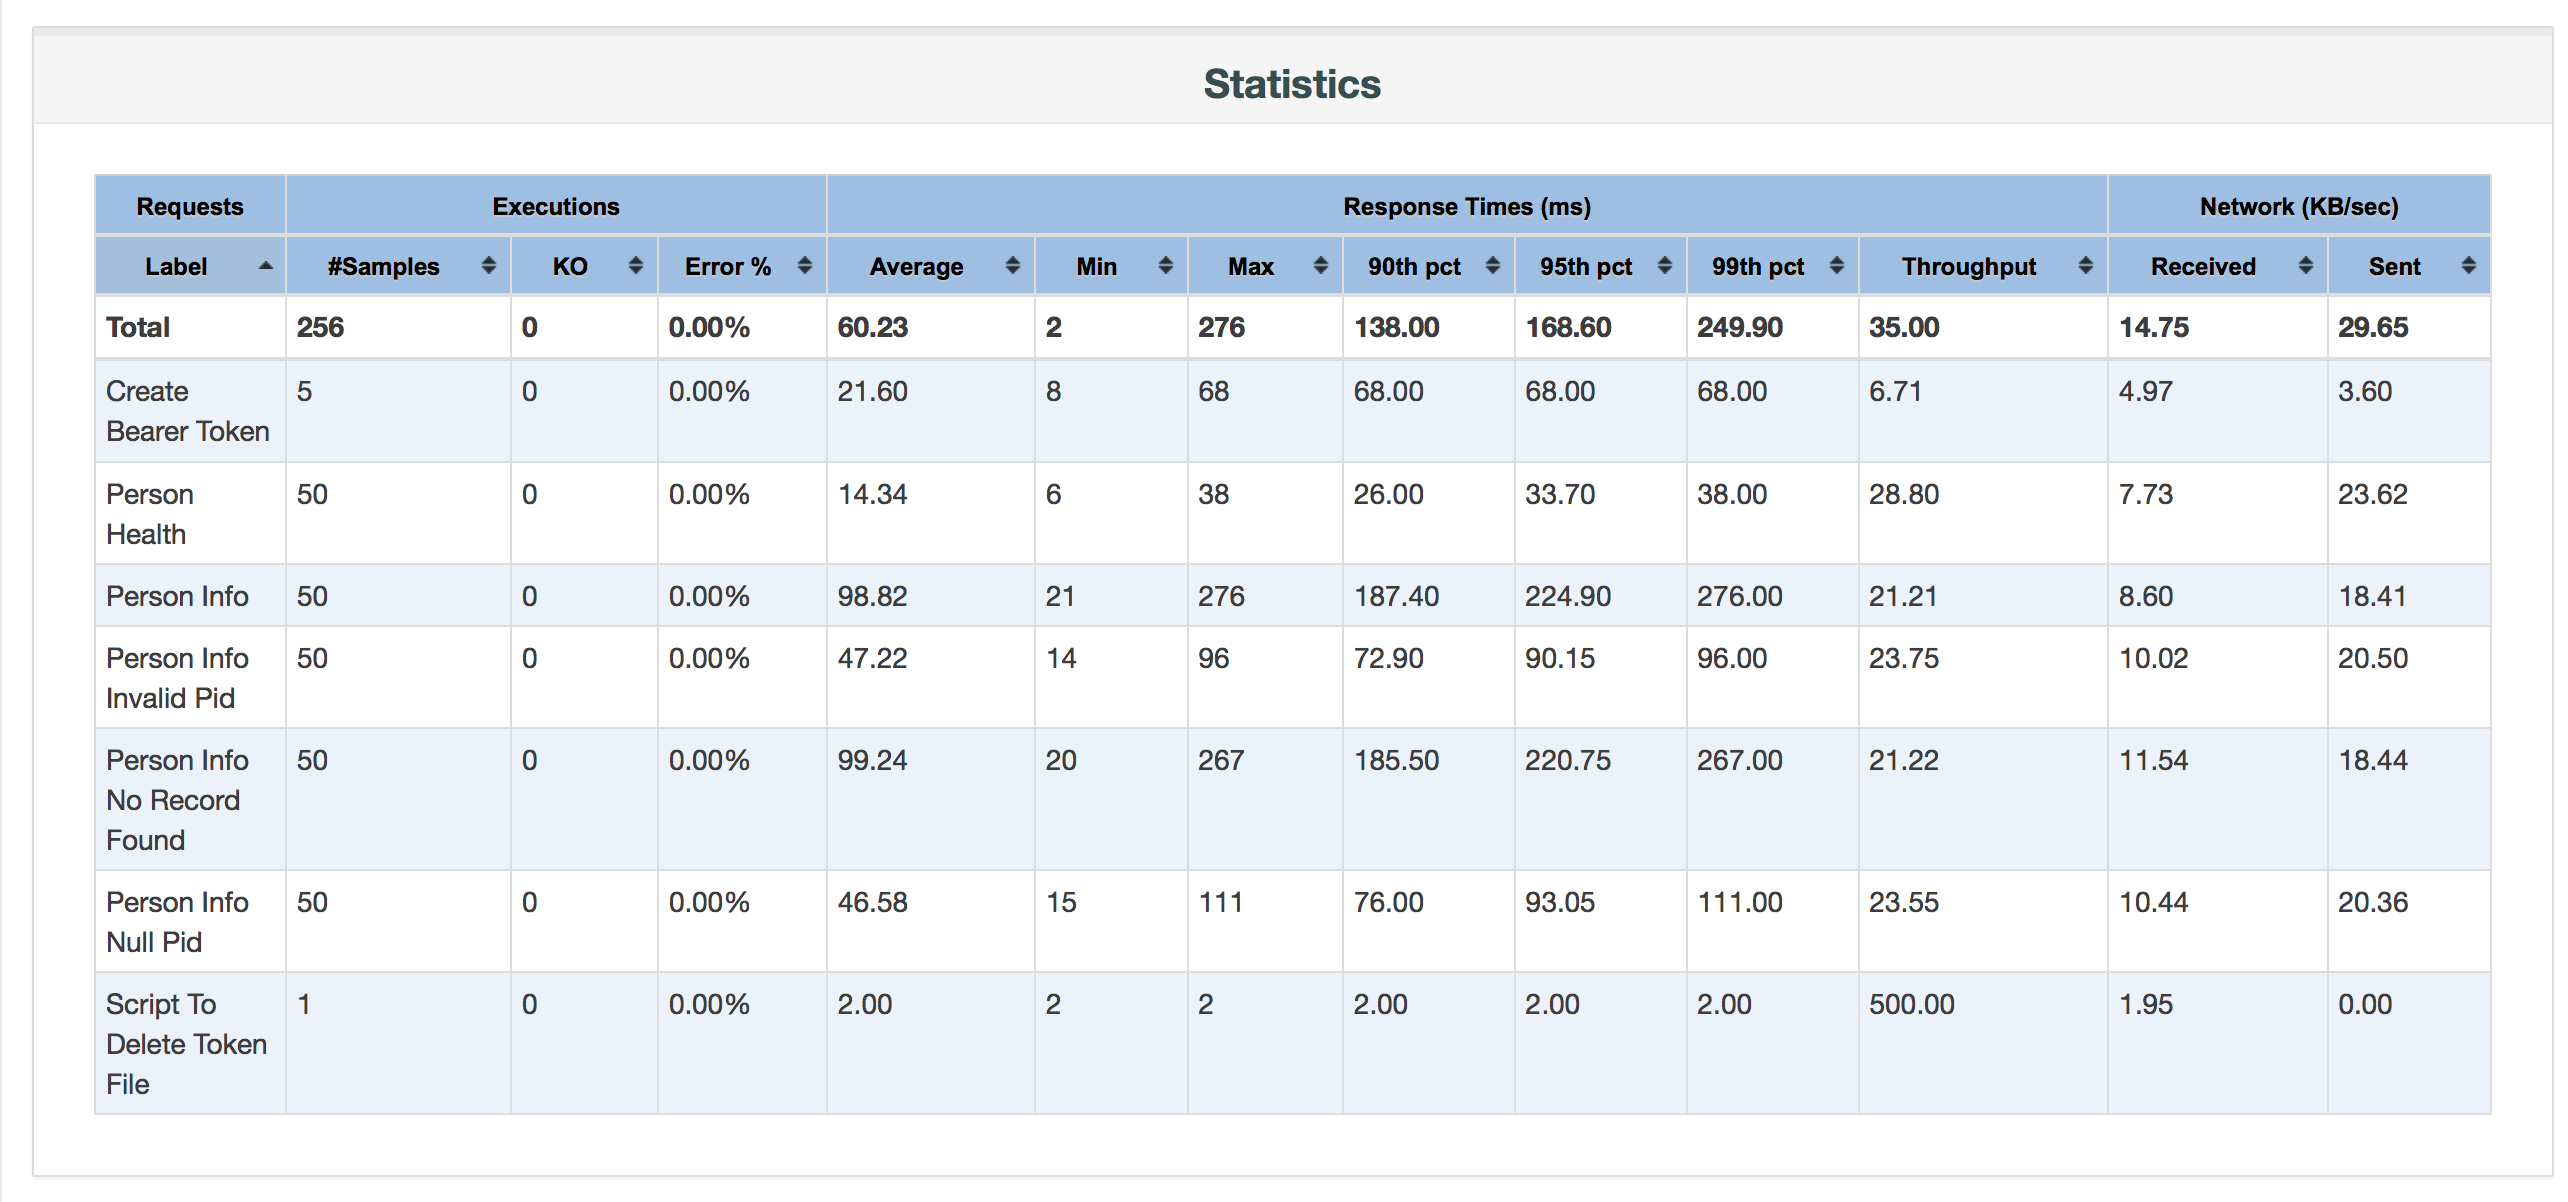 Statistics
Requests Executions Response Times (ms) Network (KB/sec)
Label #Samples KO Error % Average Min Max 90th pct 95th pct 99th pct Throughput Received Sent
Total 256 0 0.00% 60.23 2 276 138.00 168.60 249.90 35.00 14.75 29.65
Create 5 0 0.00% 21.60 8 68 68.00 68.00 68.00 6.71 4.97 3.60
Bearer Token
Person 50 0 0.00% 14.34 6 38 26.00 33.70 38.00 28.80 7.73 23.62
Health
Person Info 50 0 0.00% 98.82 21 276 187.40 224.90 276.00 21.21 8.60 18.41
Person Info 50 0 0.00% 47.22 14 96 72.90 90.15 96.00 23.75 10.02 20.50
Invalid Pid
Person Info 50 0 0.00% 99.24 20 267 185.50 220.75 267.00 21.22 11.54 18.44
No Record
Found
Person Info 50 0 0.00% 46.58 15 111 76.00 93.05 111.00 23.55 10.44 20.36
Null Pid
Script To 1 0 0.00% 2.00 2 2 2.00 2.00 2.00 500.00 1.95 0.00
Delete Token
File